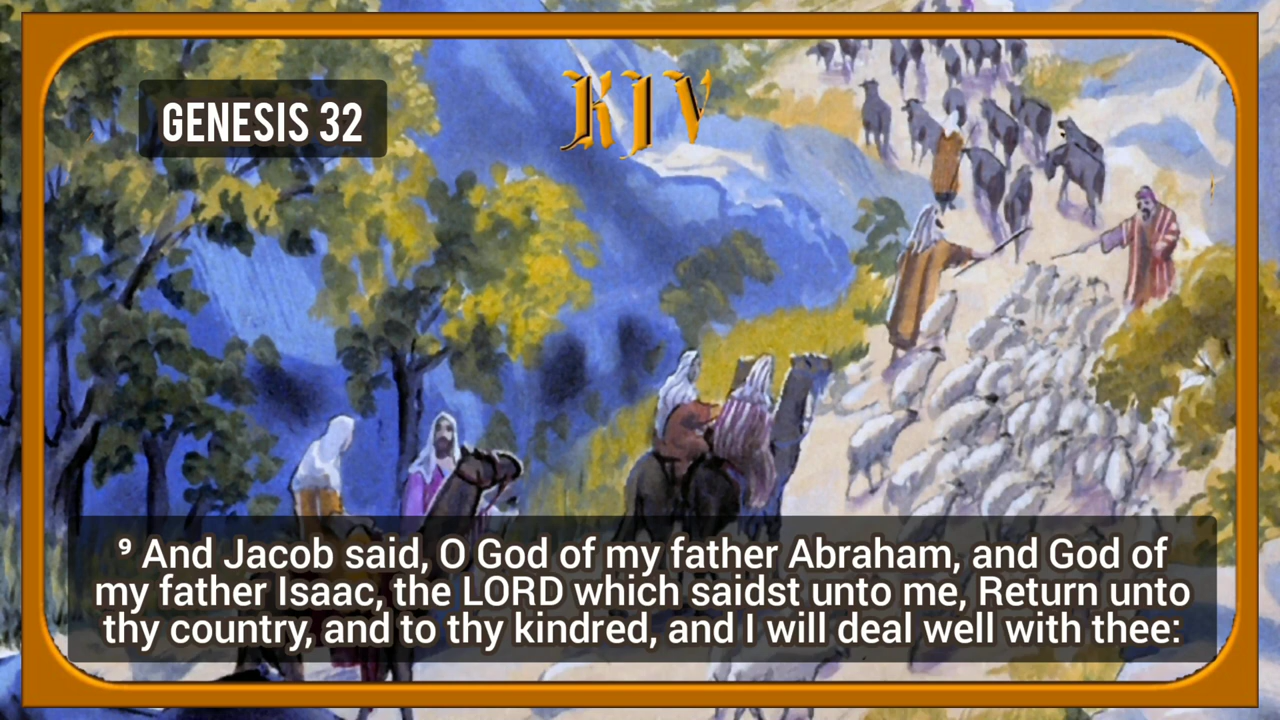 GENESIS 32
KJV
⁹ And Jacob said, O God of my father Abraham, and God of
my father Isaac, the LORD which saidst unto me, Return unto
thy country, and to thy kindred, and I will deal well with thee: